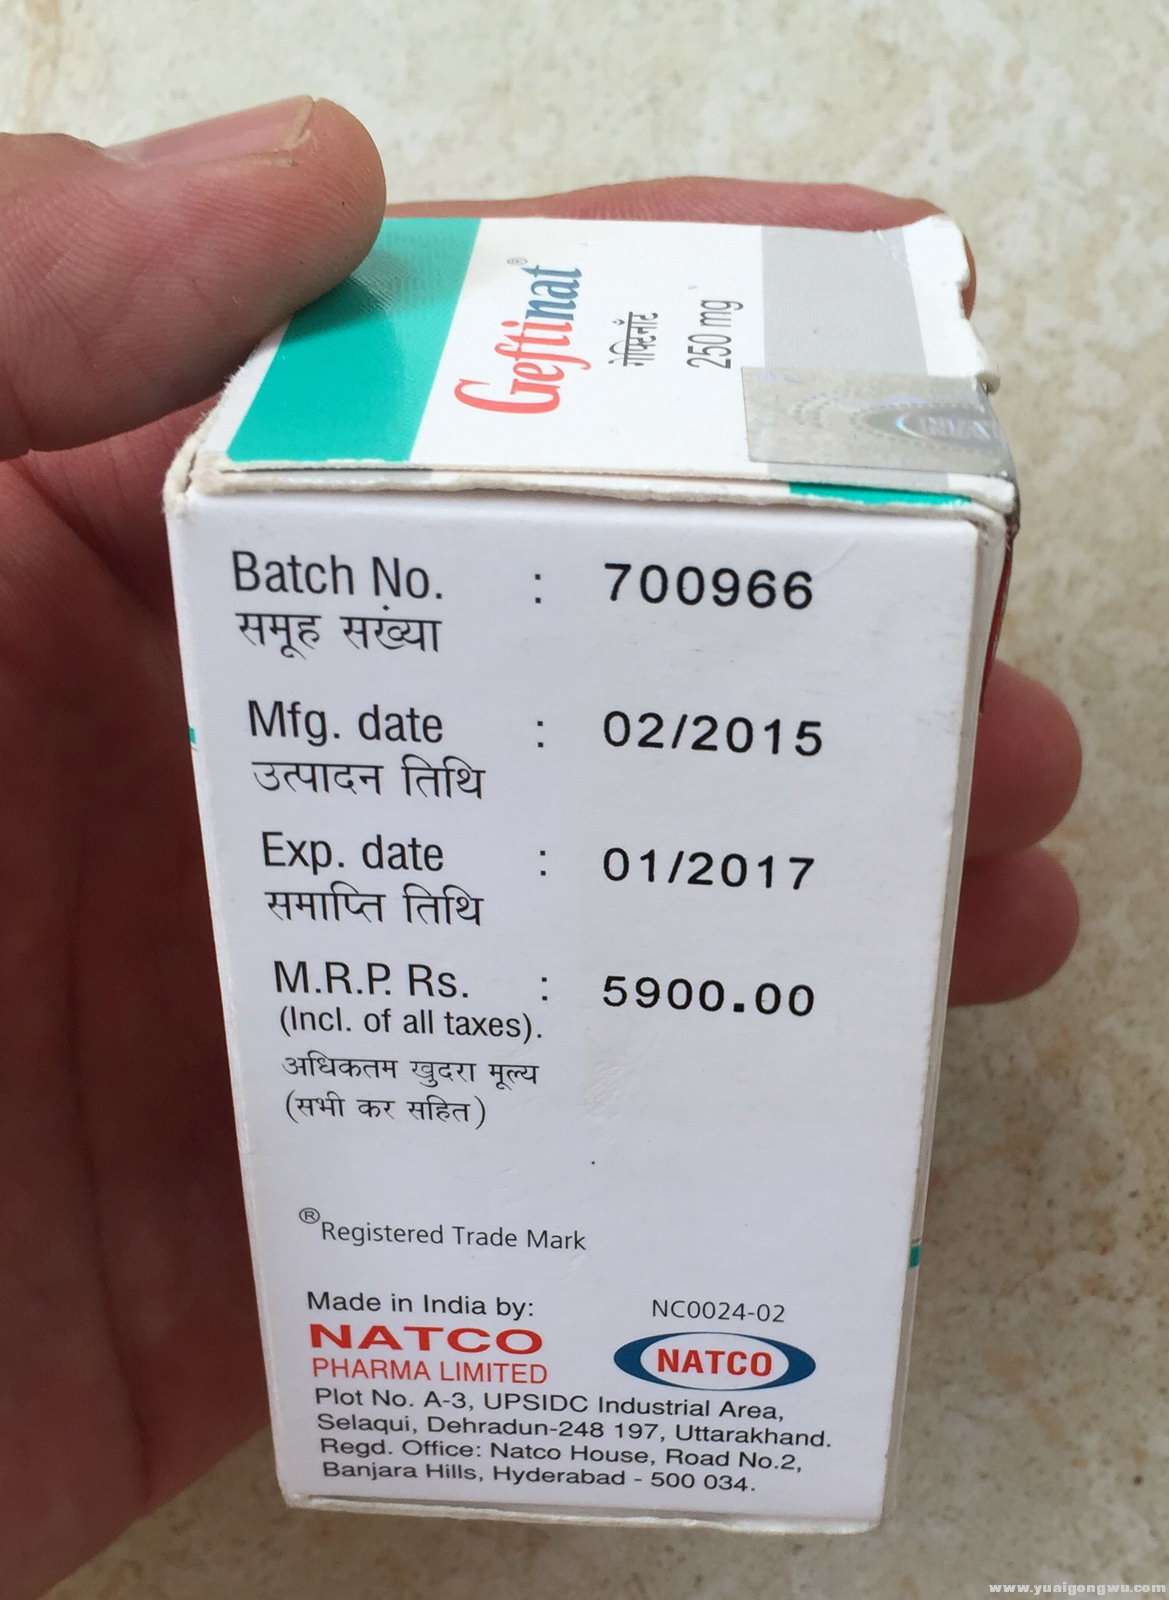 Geftinat®
गेफ्टिनॉट
250 mg
INDIA
Batch No. : 700966
समूह सख्ंया
Mfg. date : 02/2015
उत्पादन तिथि
Exp. date : 01/2017
समाप्ति तिथि
M.R.P. Rs. : 5900.00
(Incl. of all taxes).
अधिकतम खुदरा मूल्य
(सभी कर सहित)
®Registered Trade Mark
Made in India by: NC0024-02
NATCO
PHARMA LIMITED
NATCO
Plot No. A-3, UPSIDC Industrial Area,
Selaqui, Dehradun-248 197, Uttarakhand.
Regd. Office: Natco House, Road No.2,
Banjara Hills, Hyderabad - 500 034.
www.yuaigongwu.com